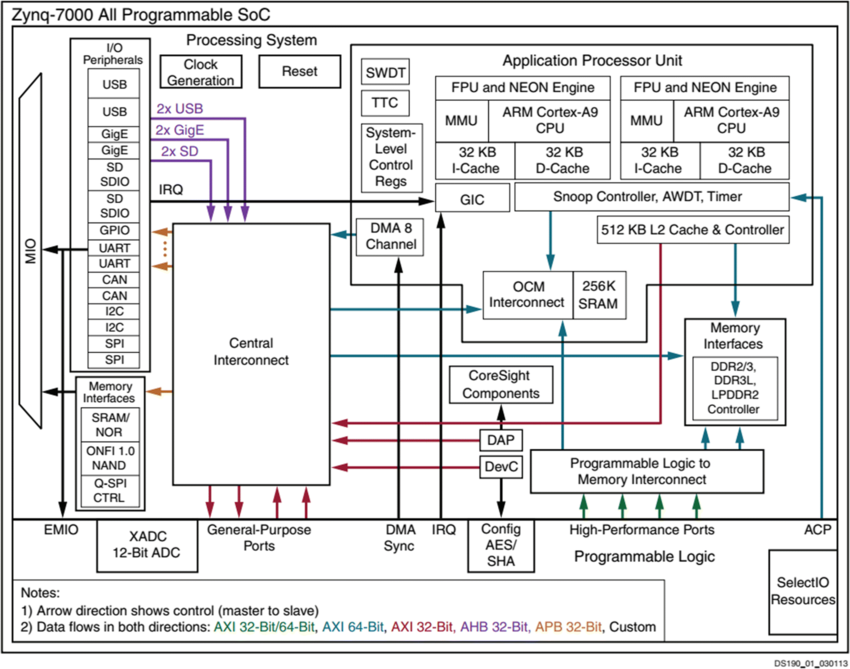 Zynq-7000 All Programmable SoC
Processing System
I/O
Peripherals
USB
USB
GigE
GigE
SD
SDIO
SD
SDIO
GPIO
UART
UART
CAN
CAN
I2C
I2C
SPI
SPI
MIO
Memory
Interfaces
SRAM/
NOR
ONFI 1.0
NAND
Q-SPI
CTRL
Clock
Generation
Reset
2x USB
2x GigE
2x SD
IRQ
Central
Interconnect
SWDT
TTC
System-
Level
Control
Regs
DMA 8
Channel
Application Processor Unit
FPU and NEON Engine
MMU
ARM Cortex-A9
CPU
32 KB
I-Cache
32 KB
D-Cache
FPU and NEON Engine
MMU
ARM Cortex-A9
CPU
32 KB
I-Cache
32 KB
D-Cache
GIC
Snoop Controller, AWDT, Timer
512 KB L2 Cache & Controller
OCM
Interconnect
256K
SRAM
Memory
Interfaces
DDR2/3,
DDR3L,
LPDDR2
Controller
CoreSight
Components
DAP
DevC
Programmable Logic to
Memory Interconnect
EMIO
XADC
12-Bit ADC
General-Purpose
Ports
DMA
Sync
IRQ
Config
AES/
SHA
High-Performance Ports
ACP
Programmable Logic
SelectIO
Resources
Notes:
1) Arrow direction shows control (master to slave)
2) Data flows in both directions: AXI 32-Bit/64-Bit, AXI 64-Bit, AXI 32-Bit, AHB 32-Bit, APB 32-Bit, Custom
DS190_01_030113